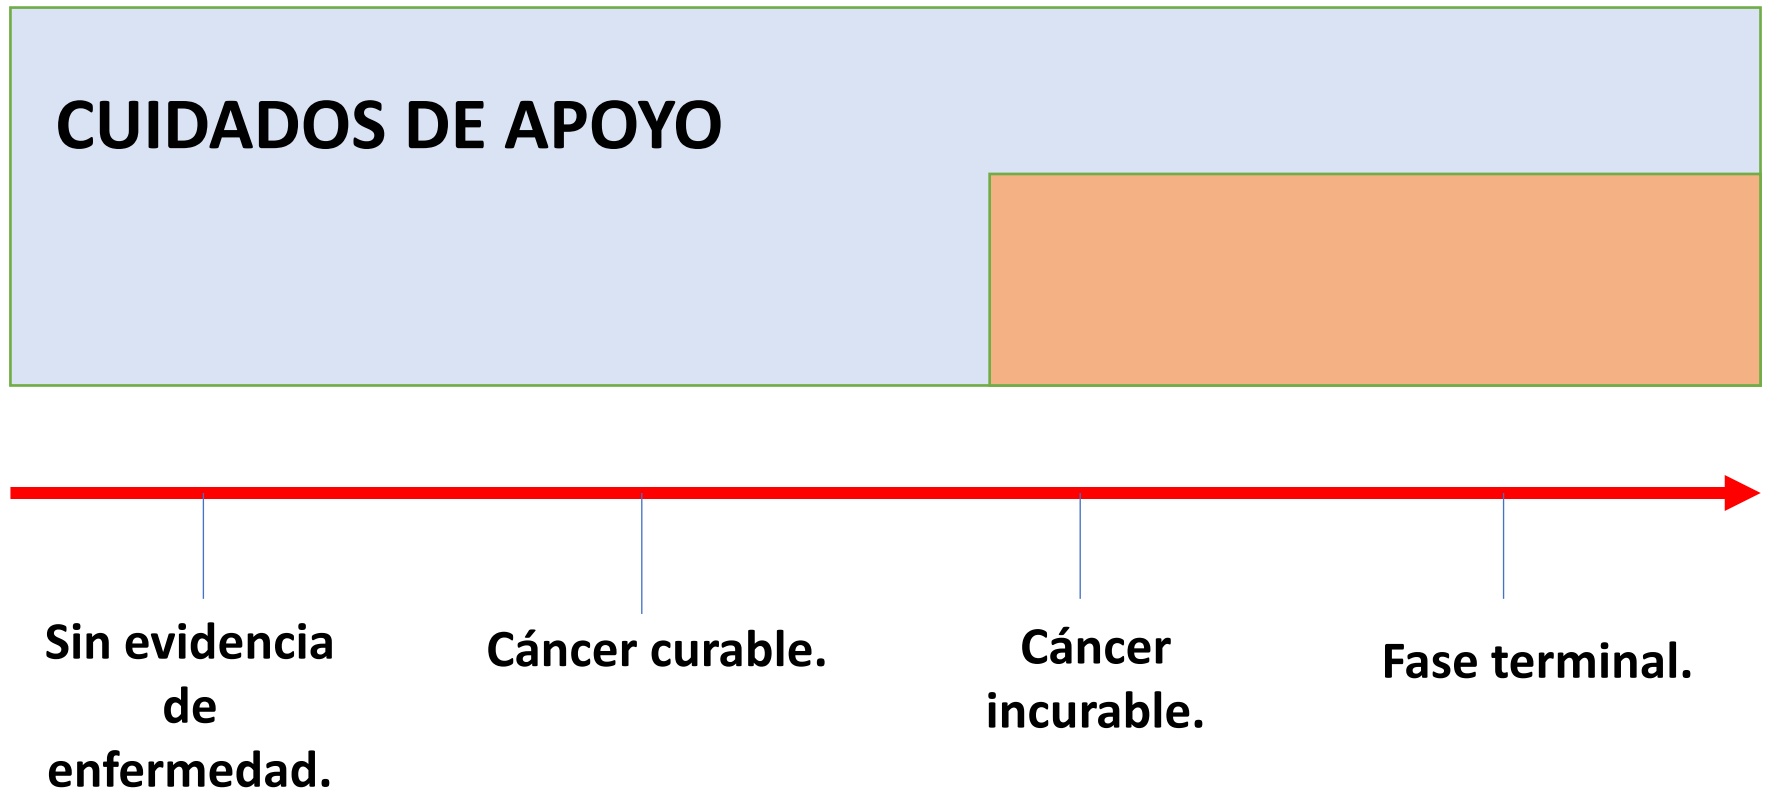 CUIDADOS DE APOYO
Sin evidencia
de
enfermedad.
Cáncer curable.
Cáncer
incurable.
Fase terminal.